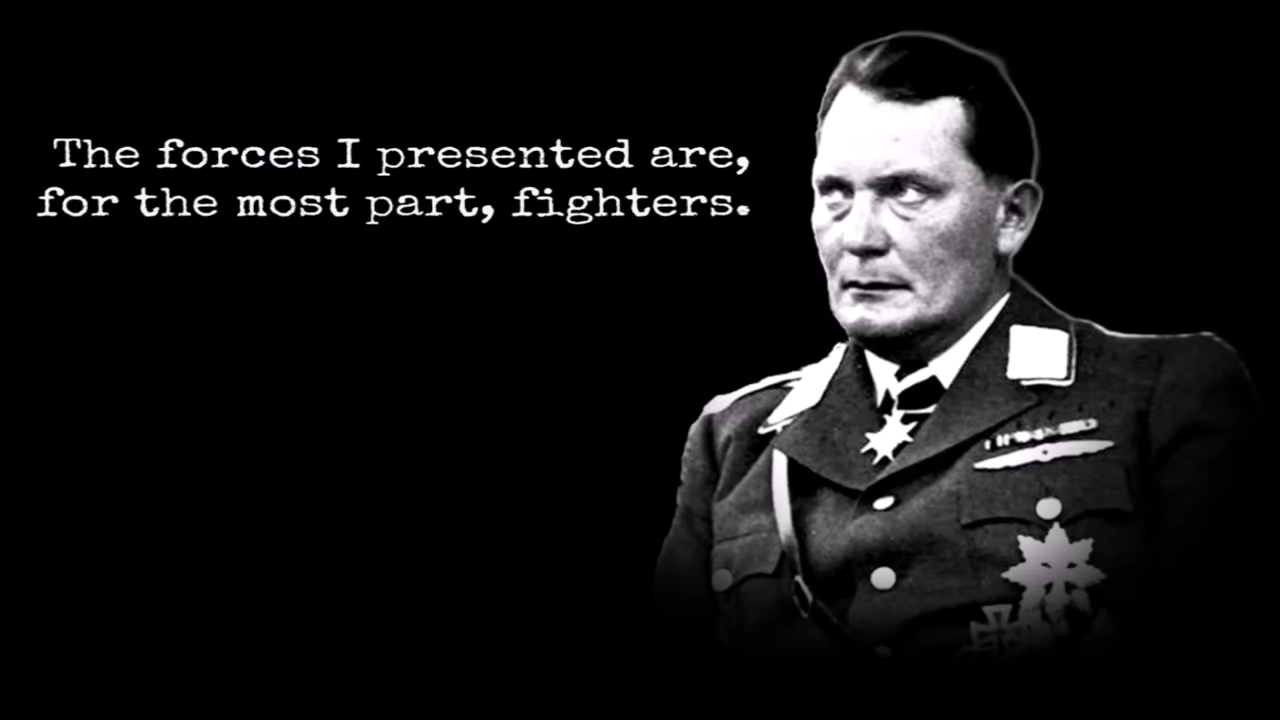 The forces I presented are,
for the most part, fighters.